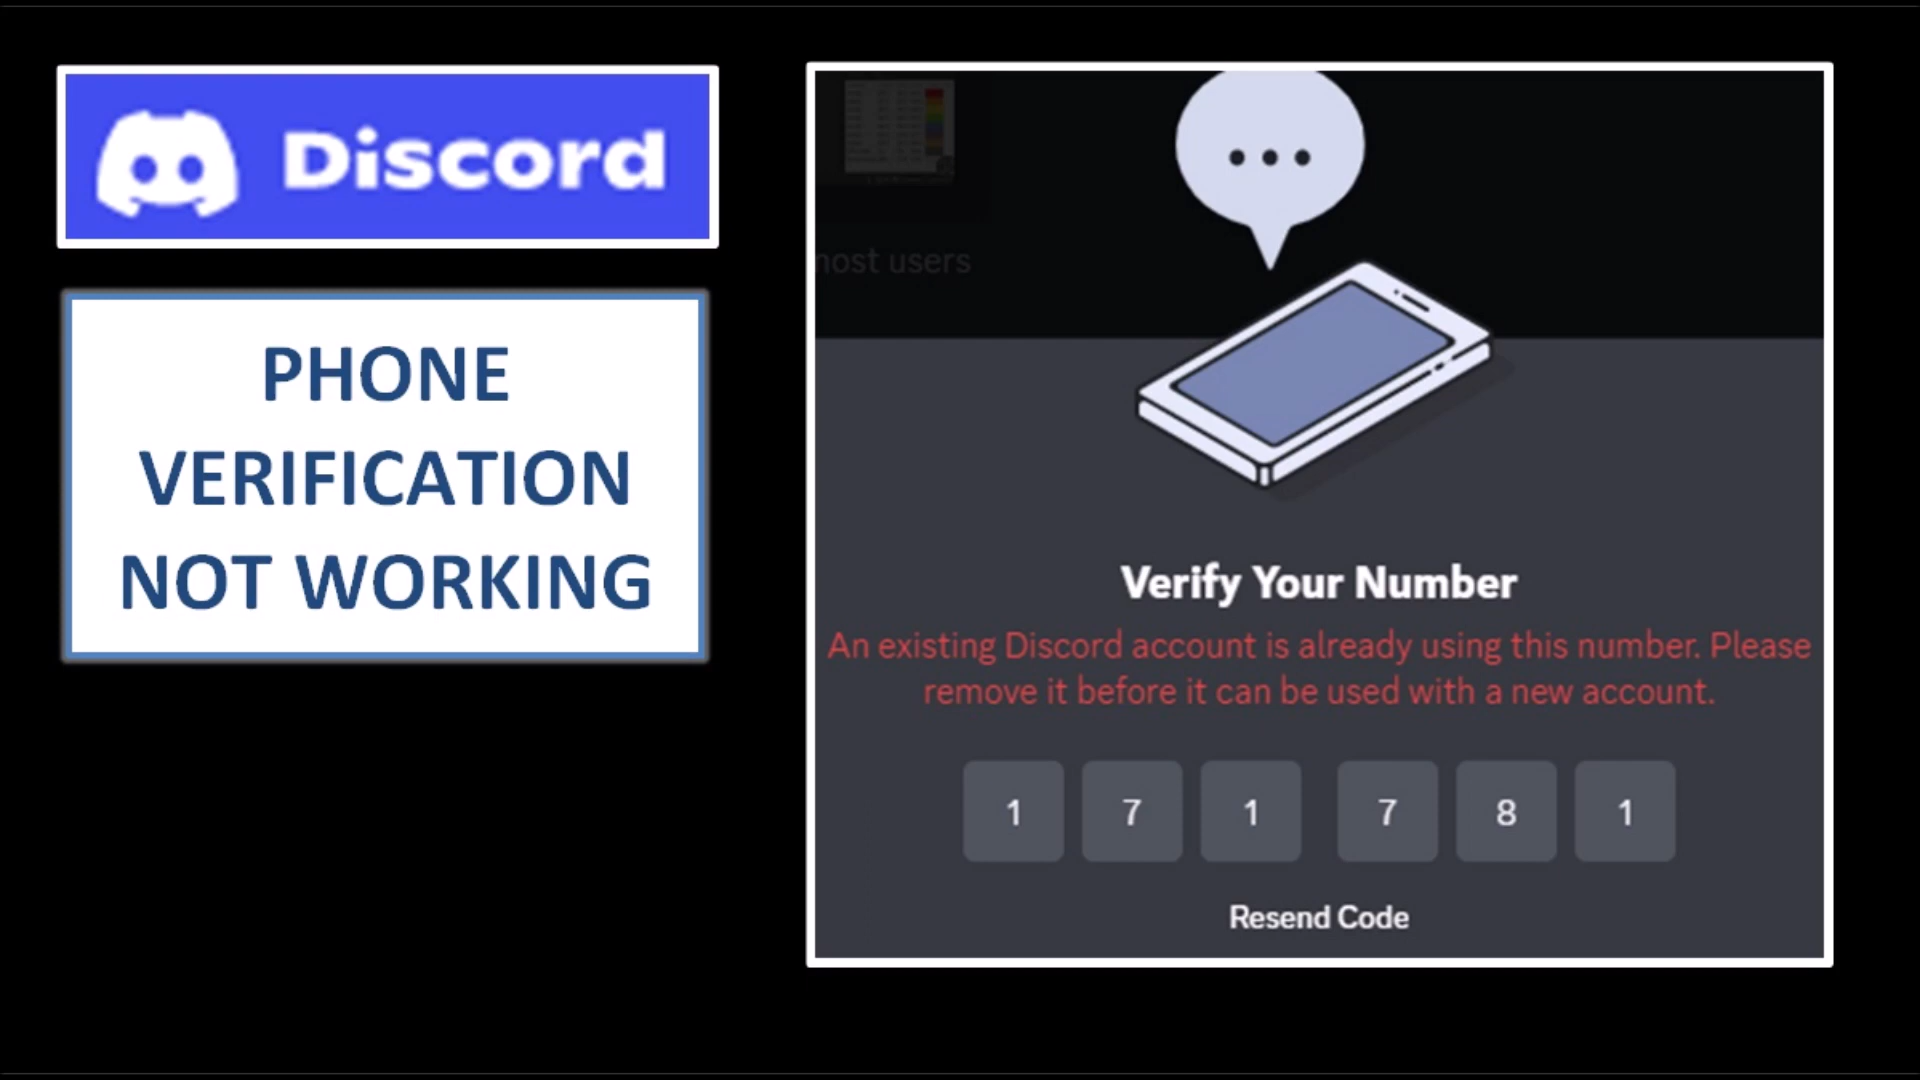 Discord
PHONE
VERIFICATION
NOT WORKING
most users
Verify Your Number
An existing Discord account is already using this number. Please
remove it before it can be used with a new account.
1 7 1 7 8 1
Resend Code